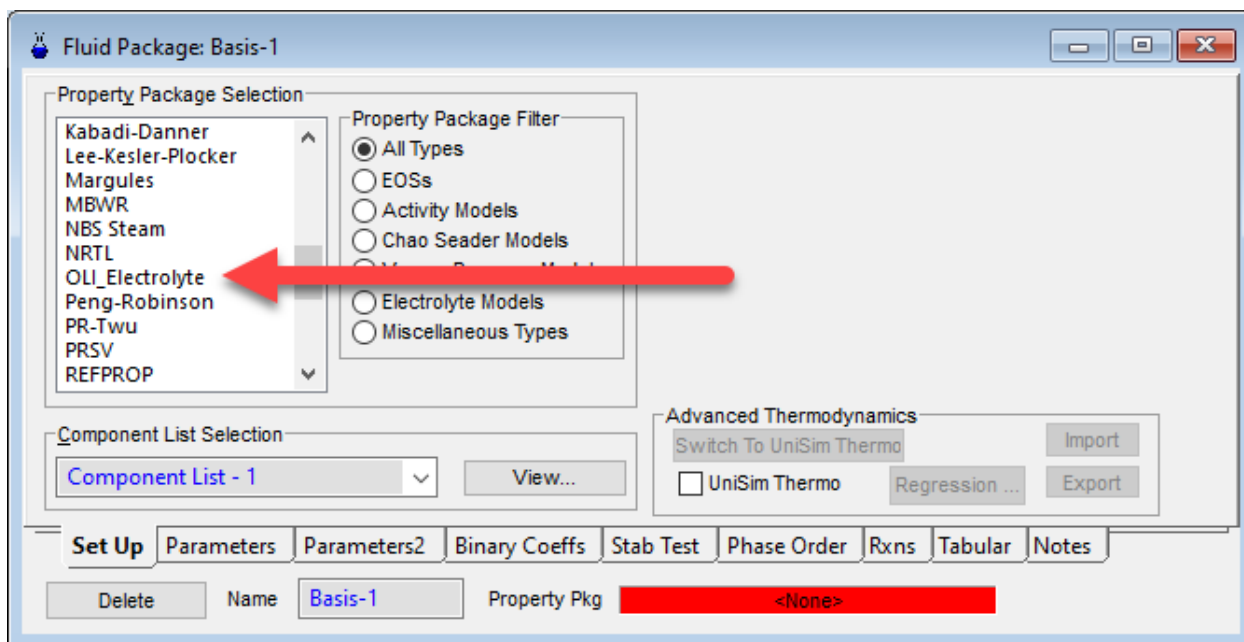 Fluid Package: Basis-1
Property Package Selection
Kabadi-Danner
Lee-Kesler-Plocker
Margules
MBWR
NBS Steam
NRTL
OLI_Electrolyte
Peng-Robinson
PR-Twu
PRSV
REFPROP
Property Package Filter
All Types
EOSs
Activity Models
Chao Seader Models
Electrolyte Models
Miscellaneous Types
Component List Selection
Component List - 1
View...
Advanced Thermodynamics
Switch To UniSim Thermo
Import
UniSim Thermo
Regression ...
Export
Set Up Parameters Parameters2 Binary Coeffs Stab Test Phase Order Rxns Tabular Notes
Delete Name Basis-1 Property Pkg <None>